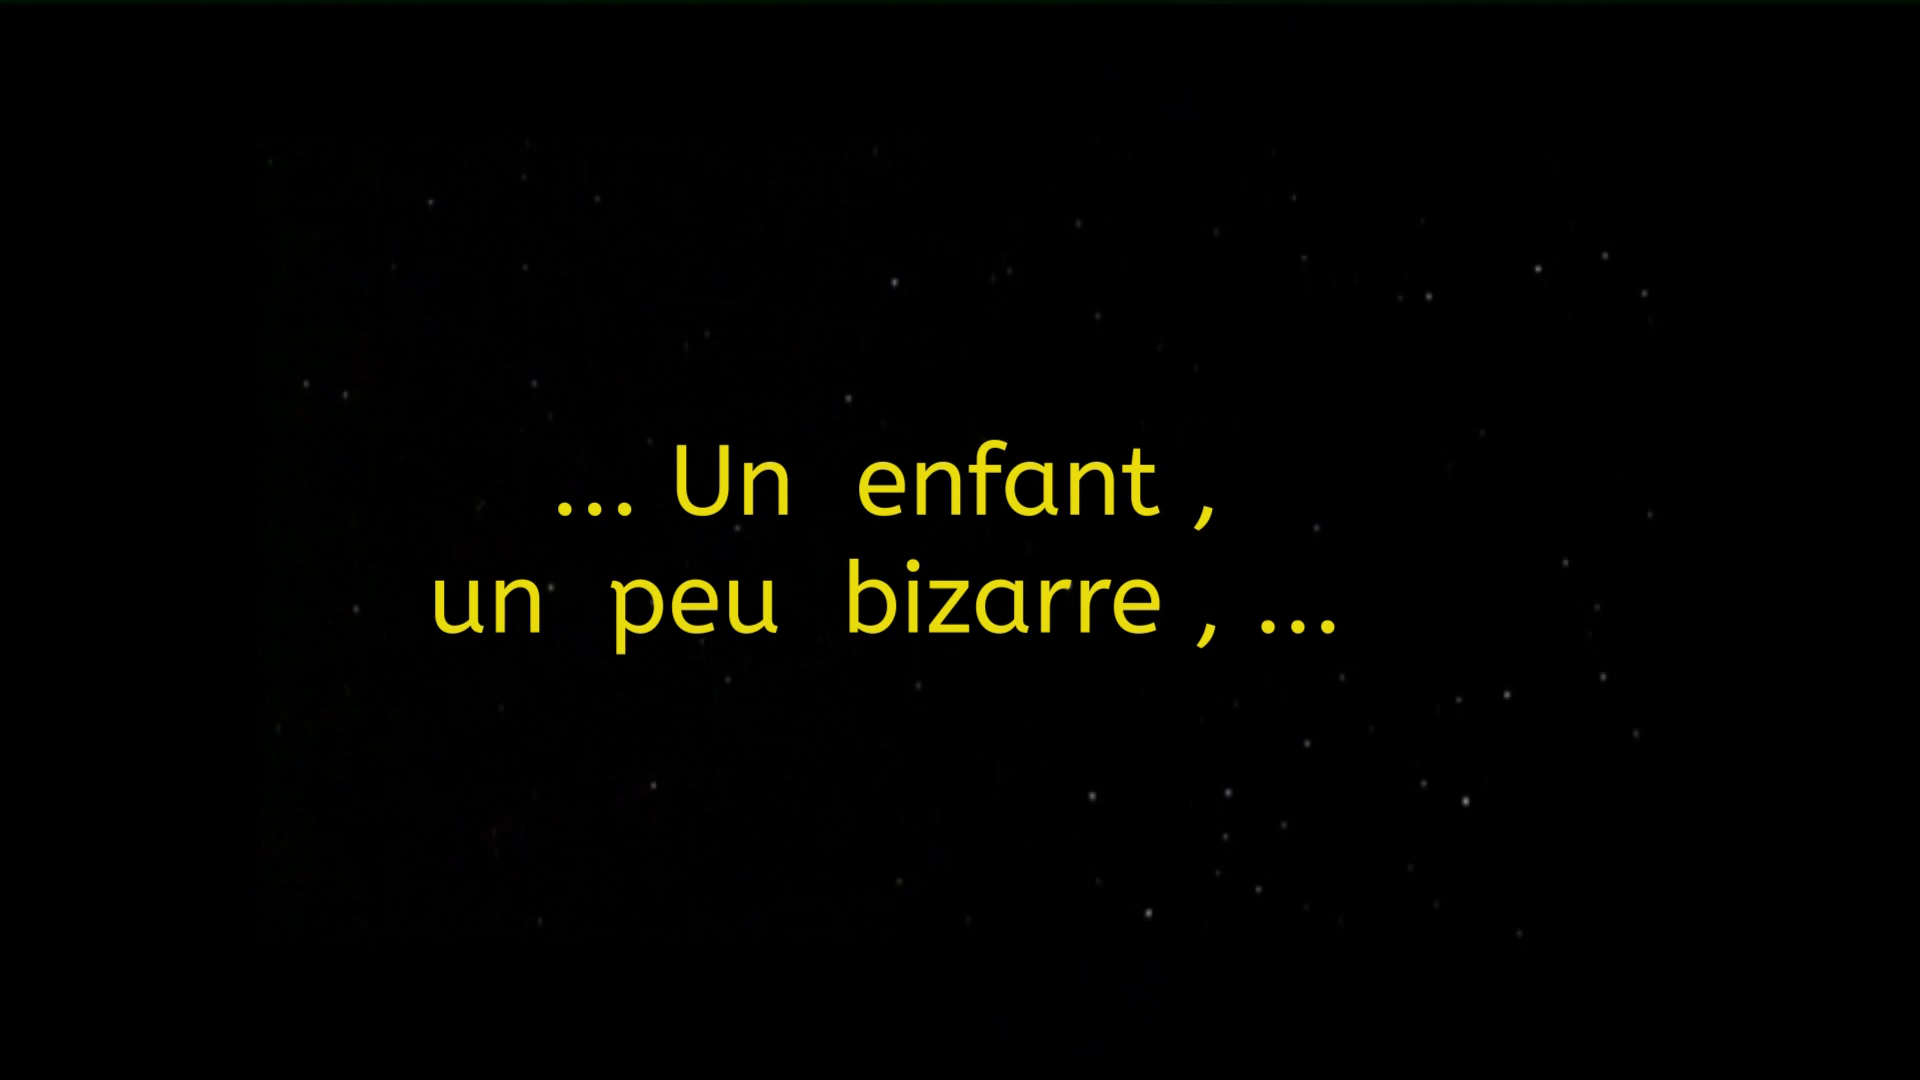 ... Un enfant ,
un peu bizarre , ...